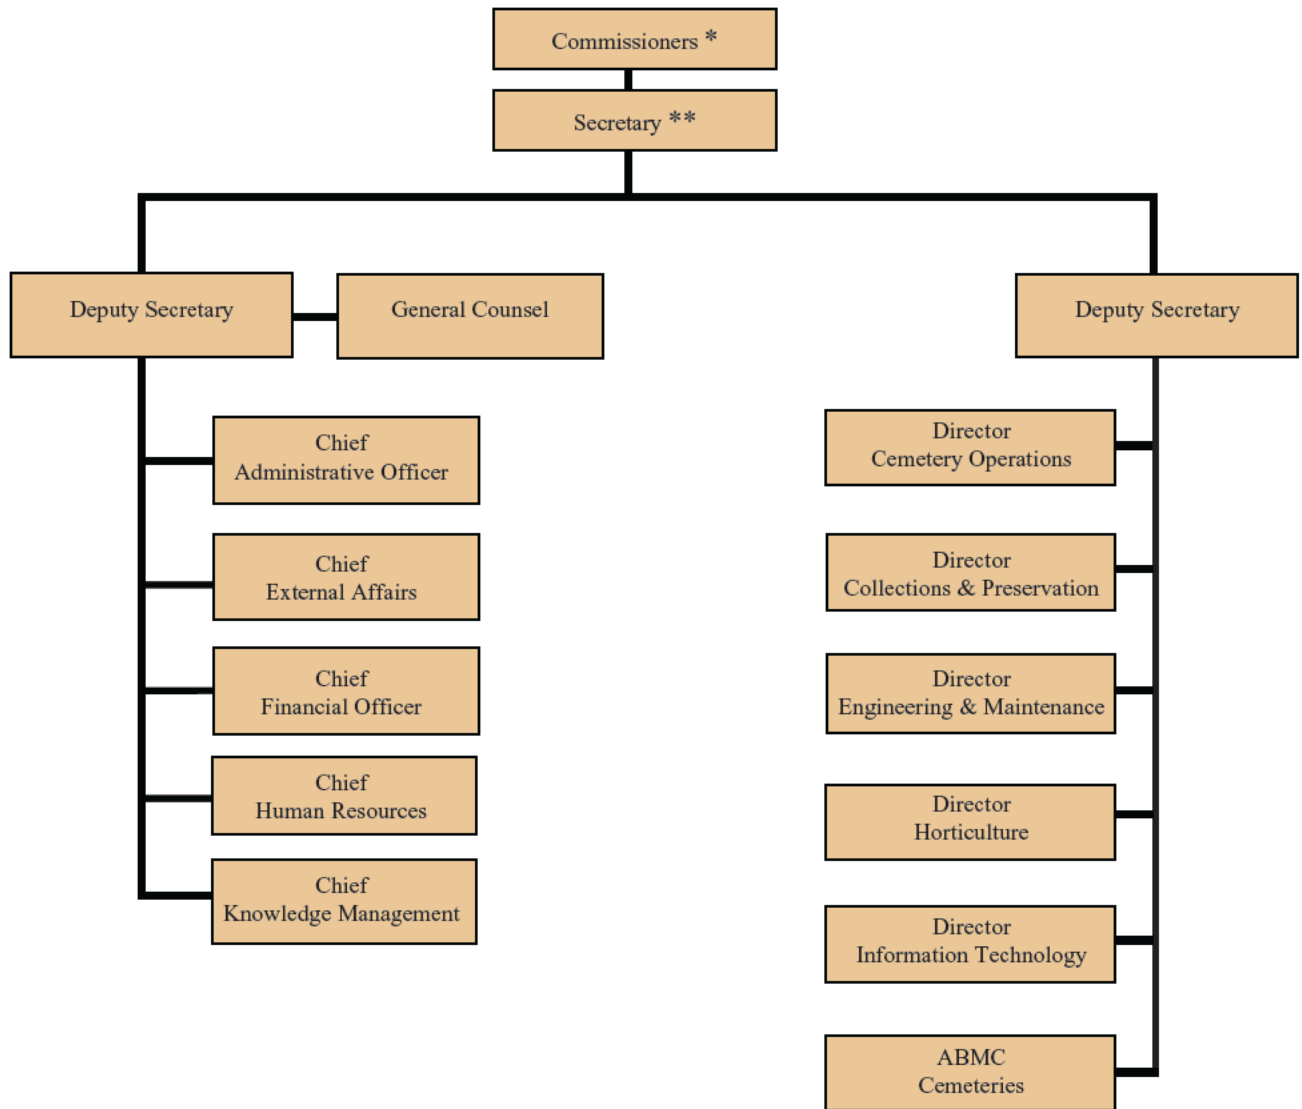 Commissioners *
Secretary **
Deputy Secretary
General Counsel
Deputy Secretary
Chief
Administrative Officer
Chief
External Affairs
Chief
Financial Officer
Chief
Human Resources
Chief
Knowledge Management
Director
Cemetery Operations
Director
Collections & Preservation
Director
Engineering & Maintenance
Director
Horticulture
Director
Information Technology
ABMC
Cemeteries